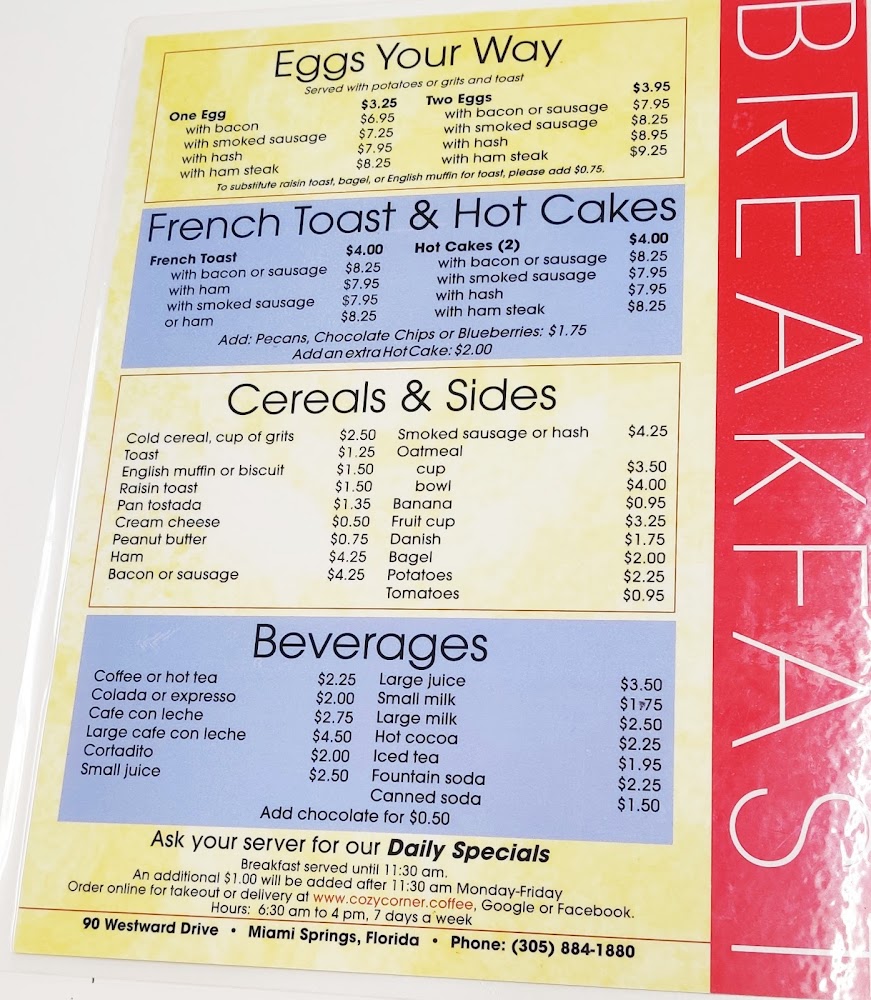 BREAKFAST
Eggs Your Way
Served with potatoes or grits and toast
One Egg $3.25
with bacon $6.95
with smoked sausage $7.25
with hash $7.95
with ham steak $8.25
Two Eggs $3.95
with bacon or sausage $7.95
with smoked sausage $8.25
with hash $8.95
with ham steak $9.25
To substitute raisin toast, bagel, or English muffin for toast, please add $0.75.
French Toast & Hot Cakes
French Toast $4.00
with bacon or sausage $8.25
with ham $7.95
with smoked sausage $7.95
or ham $8.25
Hot Cakes (2) $4.00
with bacon or sausage $8.25
with smoked sausage $7.95
with hash $7.95
with ham steak $8.25
Add: Pecans, Chocolate Chips or Blueberries: $1.75
Add an extra Hot Cake: $2.00
Cereals & Sides
Cold cereal, cup of grits $2.50
Toast $1.25
English muffin or biscuit $1.50
Raisin toast $1.50
Pan tostada $1.35
Cream cheese $0.50
Peanut butter $0.75
Ham $4.25
Bacon or sausage $4.25
Smoked sausage or hash $4.25
Oatmeal
cup $3.50
bowl $4.00
Banana $0.95
Fruit cup $3.25
Danish $1.75
Bagel $2.00
Potatoes $2.25
Tomatoes $0.95
Beverages
Coffee or hot tea $2.25
Colada or expresso $2.00
Cafe con leche $2.75
Large cafe con leche $4.50
Cortadito $2.00
Small juice $2.50
Large juice $3.50
Small milk $1.75
Large milk $2.50
Hot cocoa $2.25
Iced tea $1.95
Fountain soda $2.25
Canned soda $1.50
Add chocolate for $0.50
Ask your server for our Daily Specials
Breakfast served until 11:30 am.
An additional $1.00 will be added after 11:30 am Monday-Friday
Order online for takeout or delivery at www.cozycorner.coffee, Google or Facebook.
Hours: 6:30 am to 4 pm, 7 days a week
90 Westward Drive • Miami Springs, Florida • Phone: (305) 884-1880